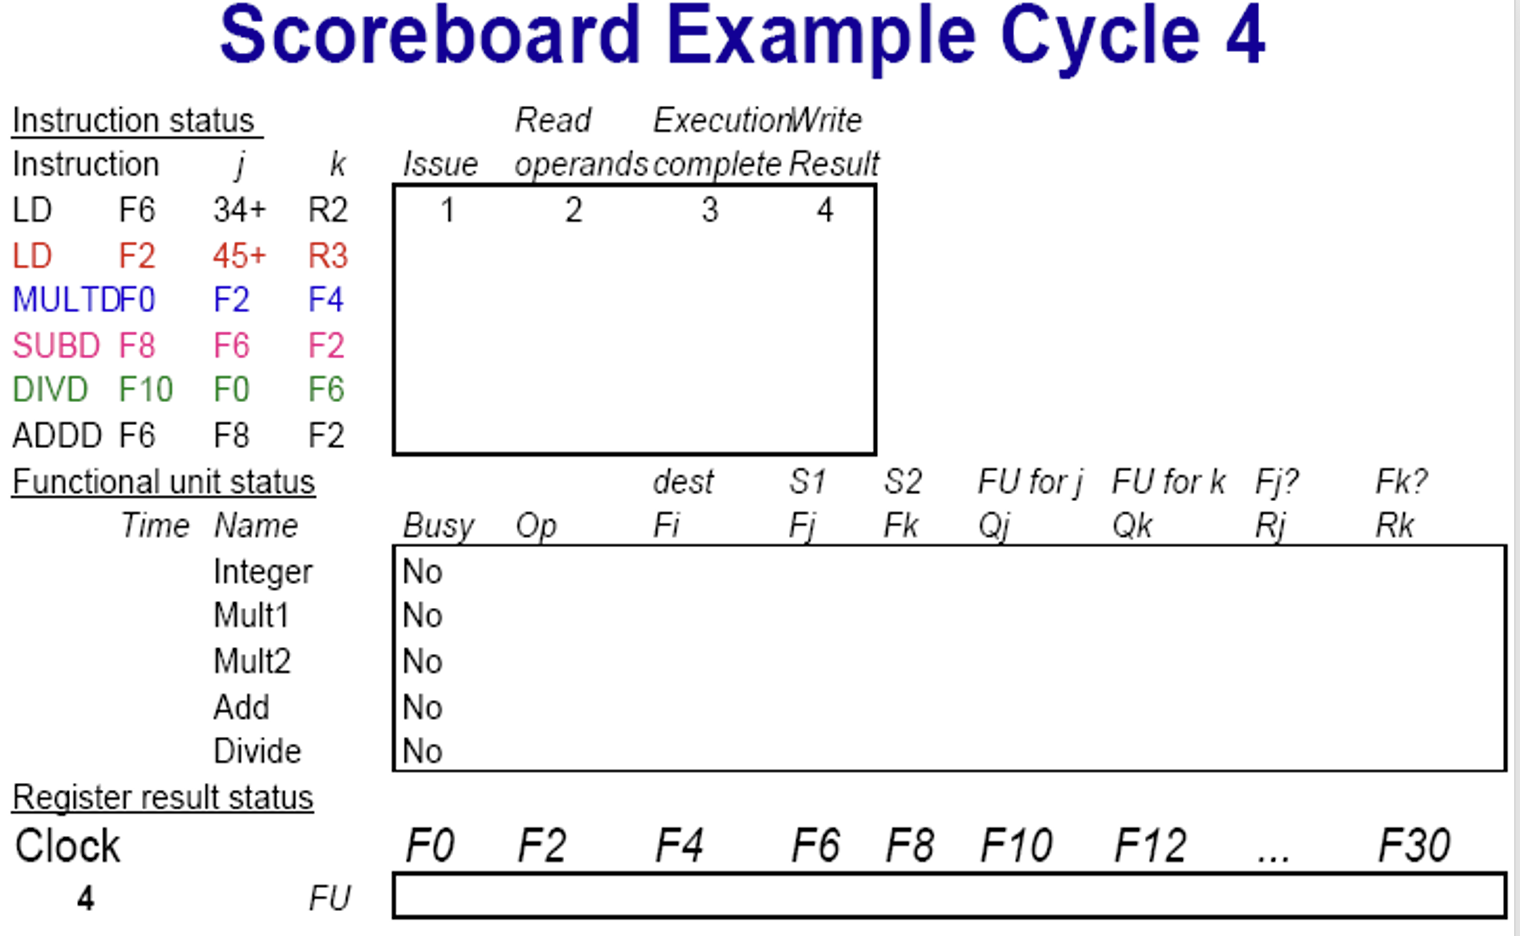 Scoreboard Example Cycle 4
Instruction status Read Execution Write
Instruction j k Issue operands complete Result
LD F6 34+ R2 1 2 3 4
LD F2 45+ R3
MULTD F0 F2 F4
SUBD F8 F6 F2
DIVD F10 F0 F6
ADDD F6 F8 F2
Functional unit status dest S1 S2 FU for j FU for k Fj? Fk?
Time Name Busy Op Fi Fj Fk Qj Qk Rj Rk
Integer No
Mult1 No
Mult2 No
Add No
Divide No
Register result status
Clock F0 F2 F4 F6 F8 F10 F12 ... F30
4 FU